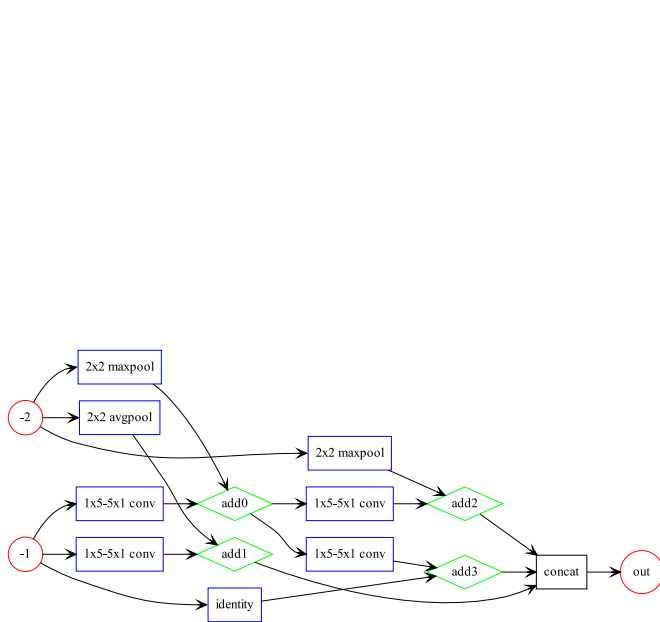 2x2 maxpool
-2
2x2 avgpool
2x2 maxpool
1x5-5x1 conv
add0
1x5-5x1 conv
add2
-1
1x5-5x1 conv
add1
1x5-5x1 conv
add3
concat
out
identity